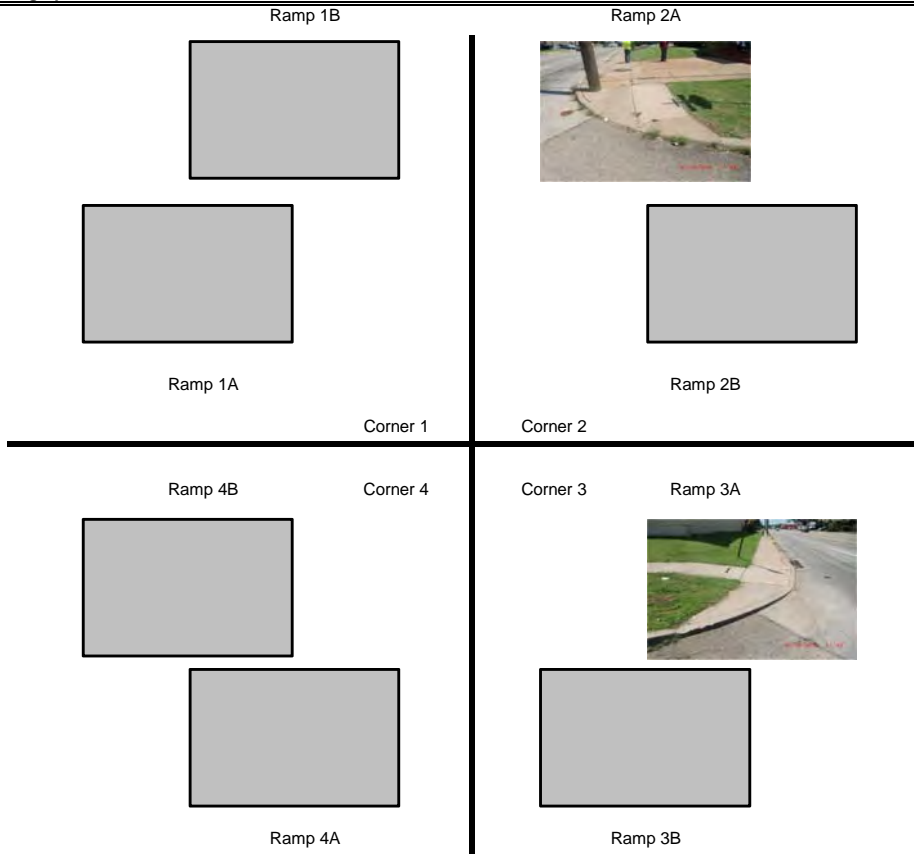 Ramp 1B
Ramp 2A
Ramp 1A
Ramp 2B
Corner 1
Corner 2
Ramp 4B
Corner 4
Corner 3
Ramp 3A
Ramp 4A
Ramp 3B